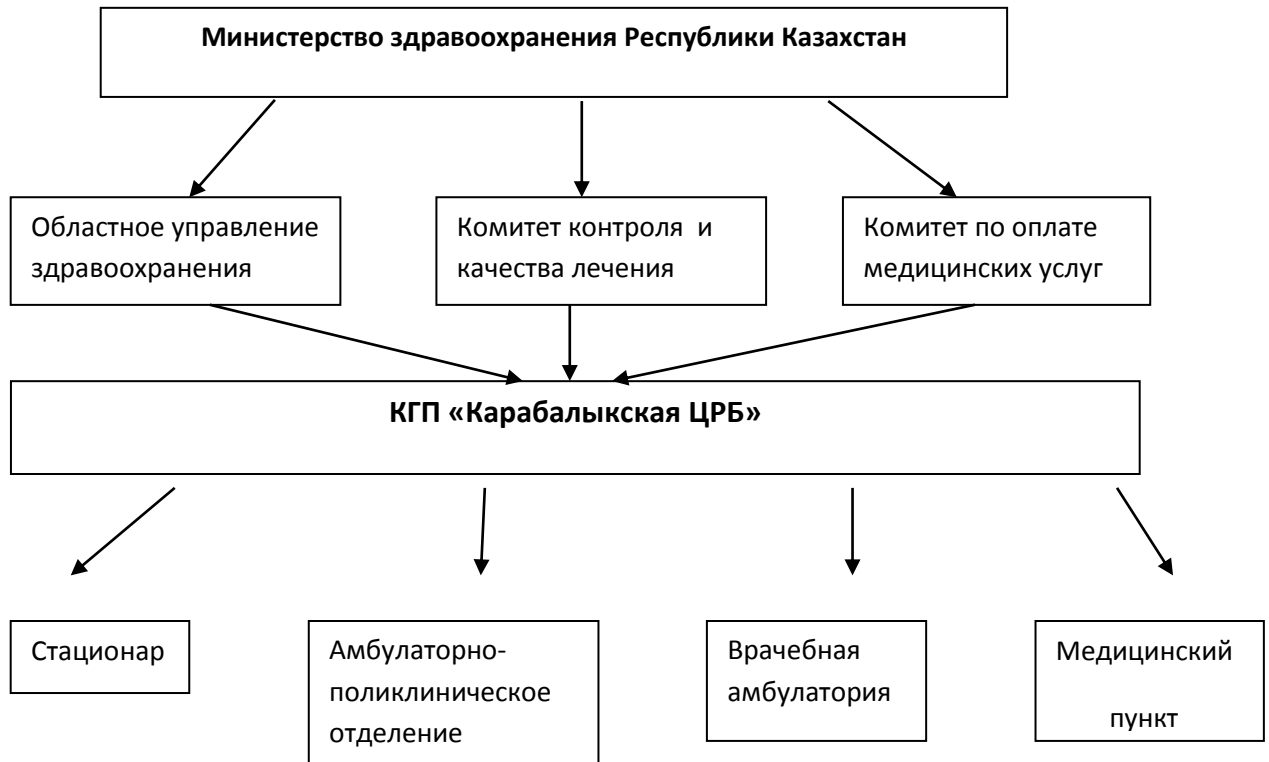 Министерство здравоохранения Республики Казахстан
Областное управление
здравоохранения
Комитет контроля и
качества лечения
Комитет по оплате
медицинских услуг
КГП «Карабалыкская ЦРБ»
Стационар
Амбулаторно-
поликлиническое
отделение
Врачебная
амбулатория
Медицинский
пункт